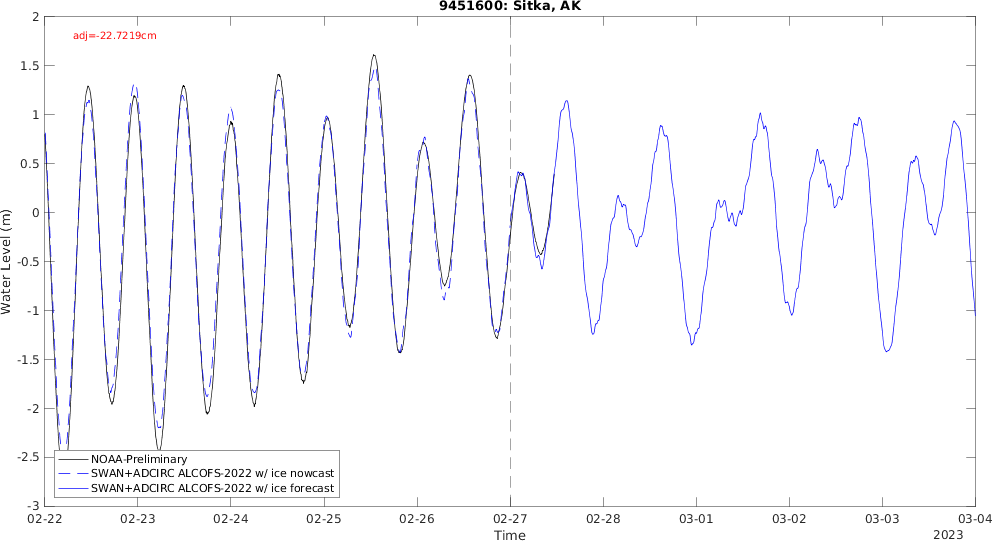 9451600: Sitka, AK
adj=-22.7219cm
2
1.5
1
0.5
0
-0.5
-1
-1.5
-2
-2.5
-3
Water Level (m)
NOAA-Preliminary
SWAN+ADCIRC ALCOFS-2022 w/ ice nowcast
SWAN+ADCIRC ALCOFS-2022 w/ ice forecast
02-22 02-23 02-24 02-25 02-26 02-27 02-28 03-01 03-02 03-03 03-04
Time
2023